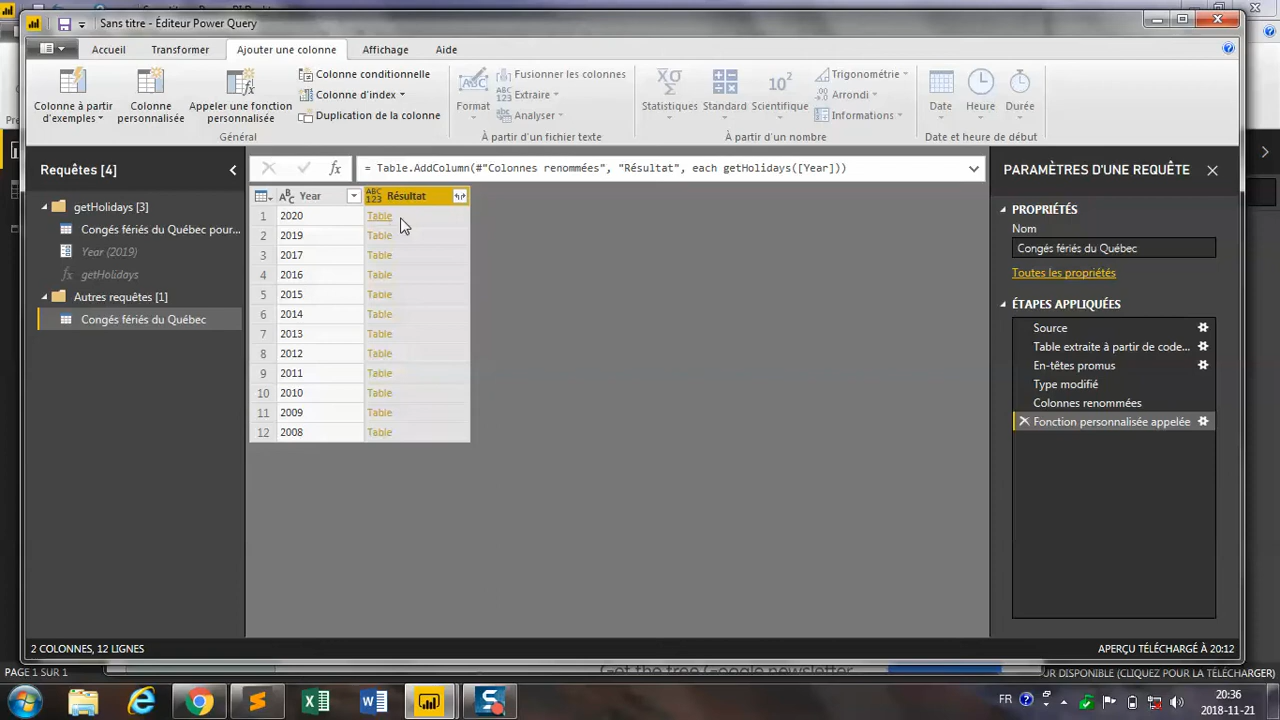 Sans titre - Éditeur Power Query
Accueil
Transformer
Ajouter une colonne
Affichage
Aide
Colonne à partir d'exemples
Colonne personnalisée
Appeler une fonction personnalisée
Colonne conditionnelle
Colonne d'index
Duplication de la colonne
Général
Format
Fusionner les colonnes
Extraire
Analyser
À partir d'un fichier texte
Statistiques
Standard
Scientifique
Trigonométrie
Arrondi
Informations
À partir d'un nombre
Date
Heure
Durée
Date et heure de début
Requêtes [4]
getHolidays [3]
Congés fériés du Québec pour...
Year (2019)
getHolidays
Autres requêtes [1]
Congés fériés du Québec
= Table.AddColumn(#"Colonnes renommées", "Résultat", each getHolidays([Year]))
Year Résultat
1 2020 Table
2 2019 Table
3 2017 Table
4 2016 Table
5 2015 Table
6 2014 Table
7 2013 Table
8 2012 Table
9 2011 Table
10 2010 Table
11 2009 Table
12 2008 Table
PARAMÈTRES D'UNE REQUÊTE
PROPRIÉTÉS
Nom
Congés fériés du Québec
Toutes les propriétés
ÉTAPES APPLIQUÉES
Source
Table extraite à partir de code...
En-têtes promus
Type modifié
Colonnes renommées
Fonction personnalisée appelée
2 COLONNES, 12 LIGNES
APERÇU TÉLÉCHARGÉ À 20:12
PAGE 1 SUR 1
UR DISPONIBLE (CLIQUEZ POUR LA TÉLÉCHARGER)
FR
20:36
2018-11-21